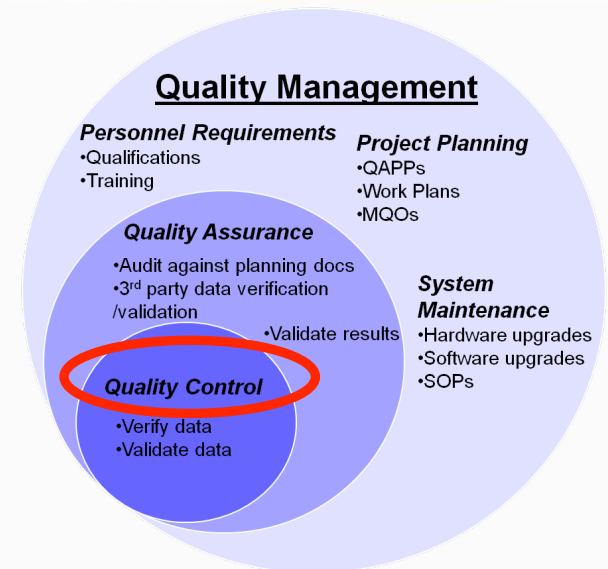 Quality Management
Personnel Requirements
•Qualifications
•Training
Project Planning
•QAPPs
•Work Plans
•MQOs
Quality Assurance
•Audit against planning docs
•3rd party data verification
/validation
•Validate results
System
Maintenance
•Hardware upgrades
•Software upgrades
•SOPs
Quality Control
•Verify data
•Validate data